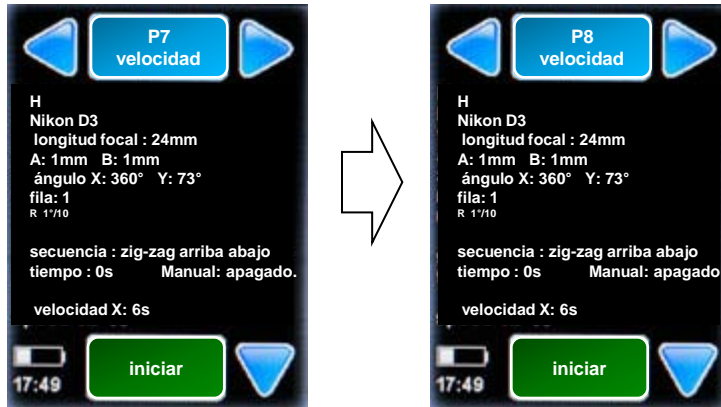 P7
velocidad
H
Nikon D3
longitud focal : 24mm
A: 1mm B: 1mm
ángulo X: 360° Y: 73°
fila: 1
R 1°/10
secuencia : zig-zag arriba abajo
tiempo : 0s Manual: apagado.
velocidad X: 6s
iniciar
17:49
P8
velocidad
H
Nikon D3
longitud focal : 24mm
A: 1mm B: 1mm
ángulo X: 360° Y: 73°
fila: 1
R 1°/10
secuencia : zig-zag arriba abajo
tiempo : 0s Manual: apagado
velocidad X: 6s
iniciar
17:49